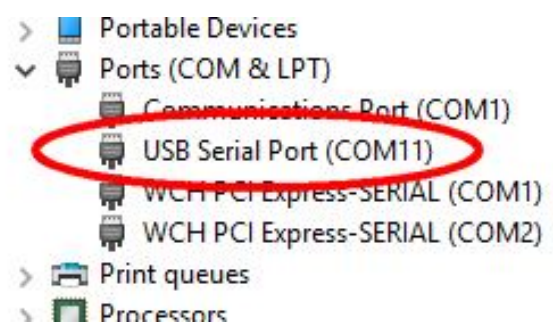 Portable Devices
Ports (COM & LPT)
Communications Port (COM1)
USB Serial Port (COM11)
WCH PCI Express-SERIAL (COM1)
WCH PCI Express-SERIAL (COM2)
Print queues
Processors